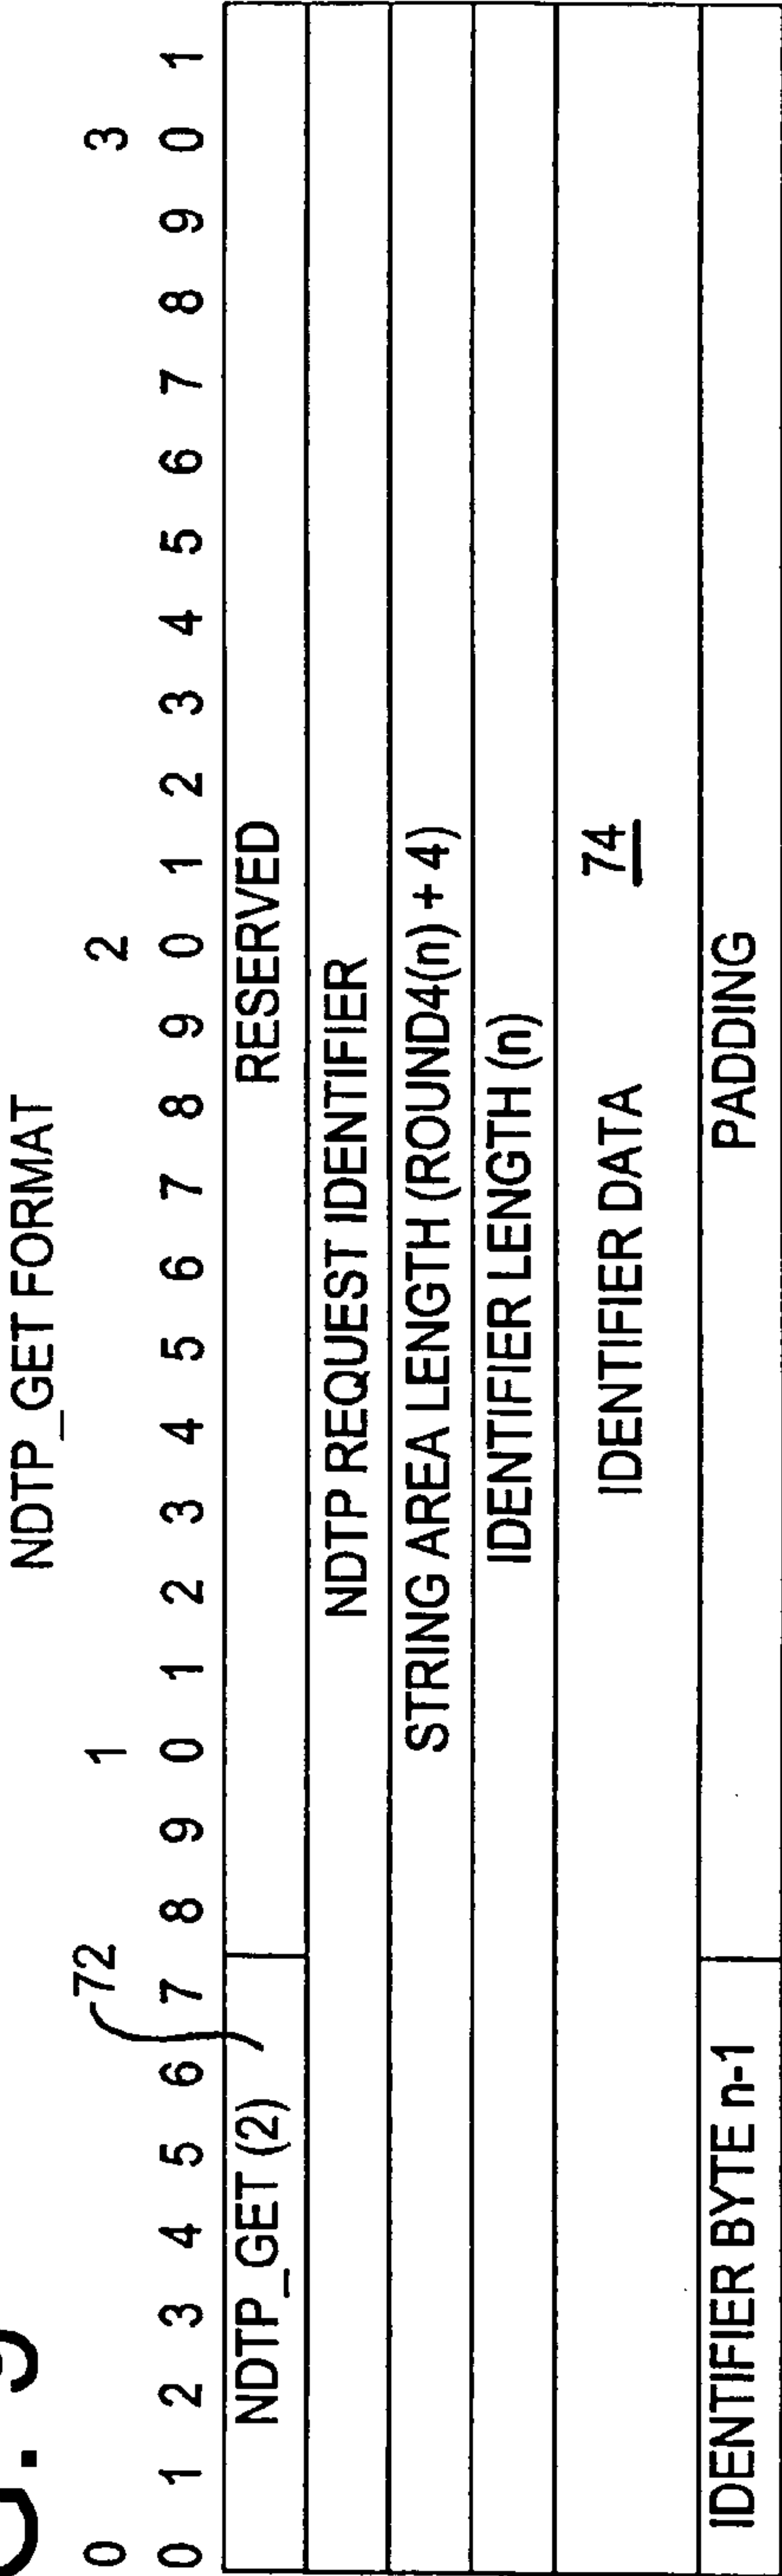 NDTP_GET FORMAT
0 1 2 3
72
0 1 2 3 4 5 6 7 8 9 0 1 2 3 4 5 6 7 8 9 0 1 2 3 4 5 6 7 8 9 0 1
NDTP_GET (2) RESERVED
NDTP REQUEST IDENTIFIER
STRING AREA LENGTH (ROUND4(n) + 4)
IDENTIFIER LENGTH (n)
IDENTIFIER DATA 74
IDENTIFIER BYTE n-1 PADDING